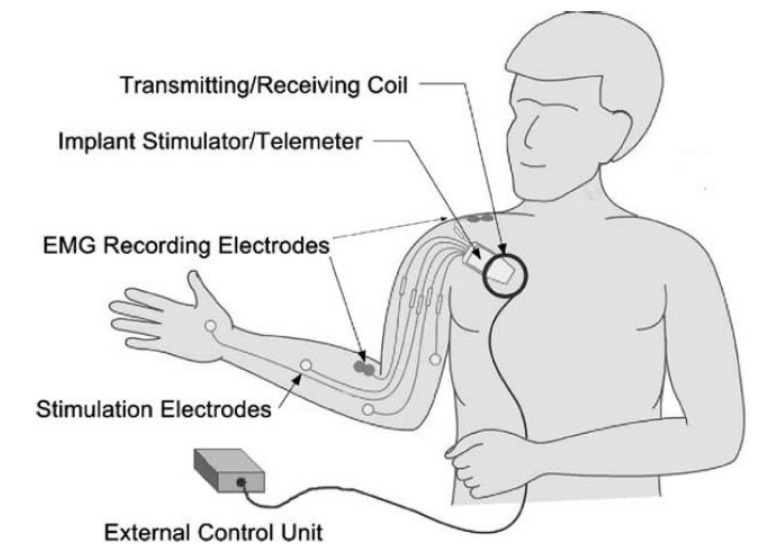 Transmitting/Receiving Coil
Implant Stimulator/Telemeter
EMG Recording Electrodes
Stimulation Electrodes
External Control Unit